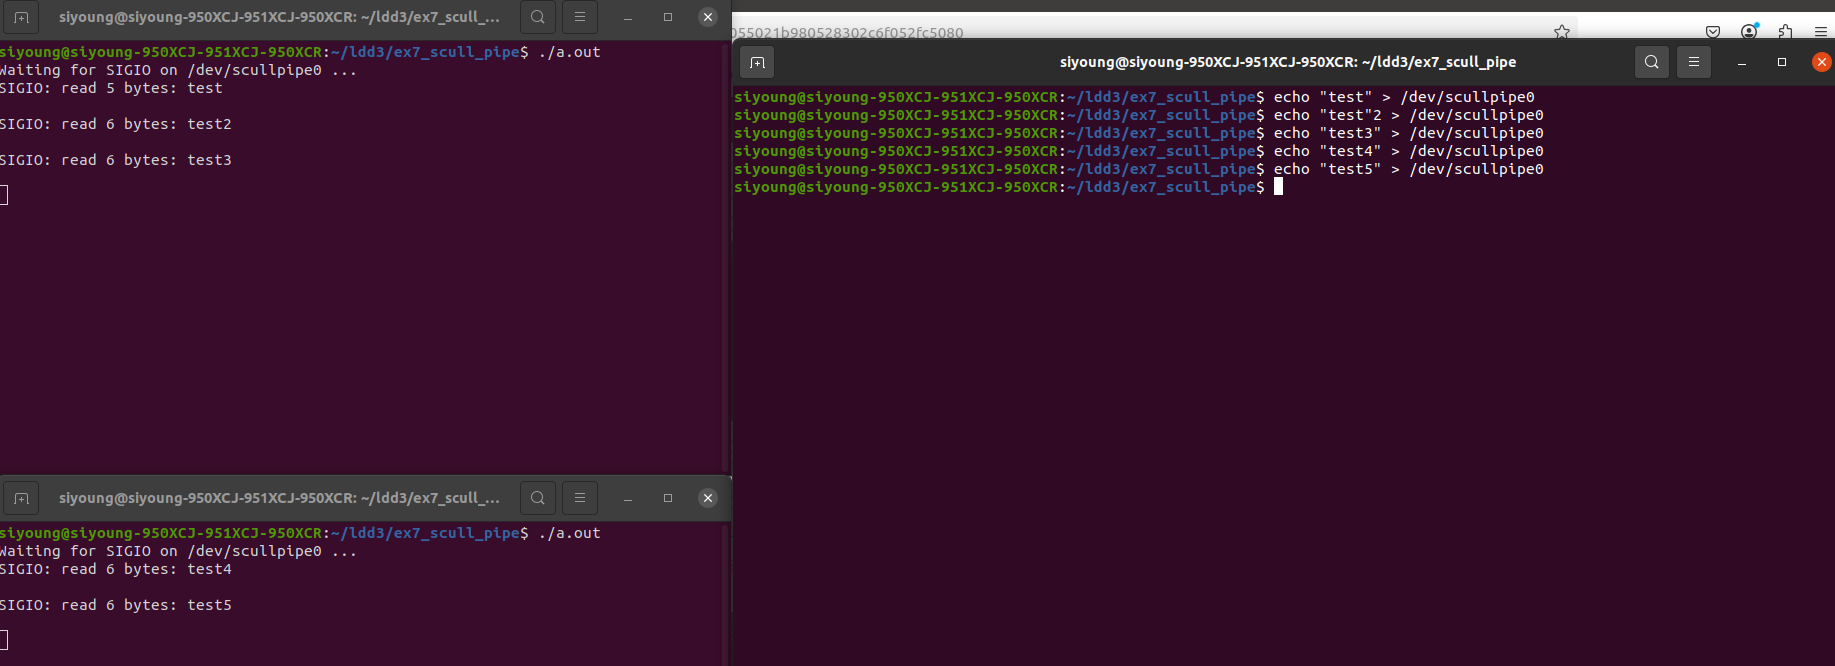 siyoung@siyoung-950XCJ-951XCJ-950XCR: ~/ldd3/ex7_scull_...
siyoung@siyoung-950XCJ-951XCJ-950XCR:~/ldd3/ex7_scull_pipe$ ./a.out
Waiting for SIGIO on /dev/scullpipe0 ...
SIGIO: read 5 bytes: test
SIGIO: read 6 bytes: test2
SIGIO: read 6 bytes: test3
siyoung@siyoung-950XCJ-951XCJ-950XCR: ~/ldd3/ex7_scull_...
siyoung@siyoung-950XCJ-951XCJ-950XCR:~/ldd3/ex7_scull_pipe$ ./a.out
Waiting for SIGIO on /dev/scullpipe0 ...
SIGIO: read 6 bytes: test4
SIGIO: read 6 bytes: test5
055021b980528302c6f052fc5080
siyoung@siyoung-950XCJ-951XCJ-950XCR: ~/ldd3/ex7_scull_pipe
siyoung@siyoung-950XCJ-951XCJ-950XCR:~/ldd3/ex7_scull_pipe$ echo "test" > /dev/scullpipe0
siyoung@siyoung-950XCJ-951XCJ-950XCR:~/ldd3/ex7_scull_pipe$ echo "test"2 > /dev/scullpipe0
siyoung@siyoung-950XCJ-951XCJ-950XCR:~/ldd3/ex7_scull_pipe$ echo "test3" > /dev/scullpipe0
siyoung@siyoung-950XCJ-951XCJ-950XCR:~/ldd3/ex7_scull_pipe$ echo "test4" > /dev/scullpipe0
siyoung@siyoung-950XCJ-951XCJ-950XCR:~/ldd3/ex7_scull_pipe$ echo "test5" > /dev/scullpipe0
siyoung@siyoung-950XCJ-951XCJ-950XCR:~/ldd3/ex7_scull_pipe$